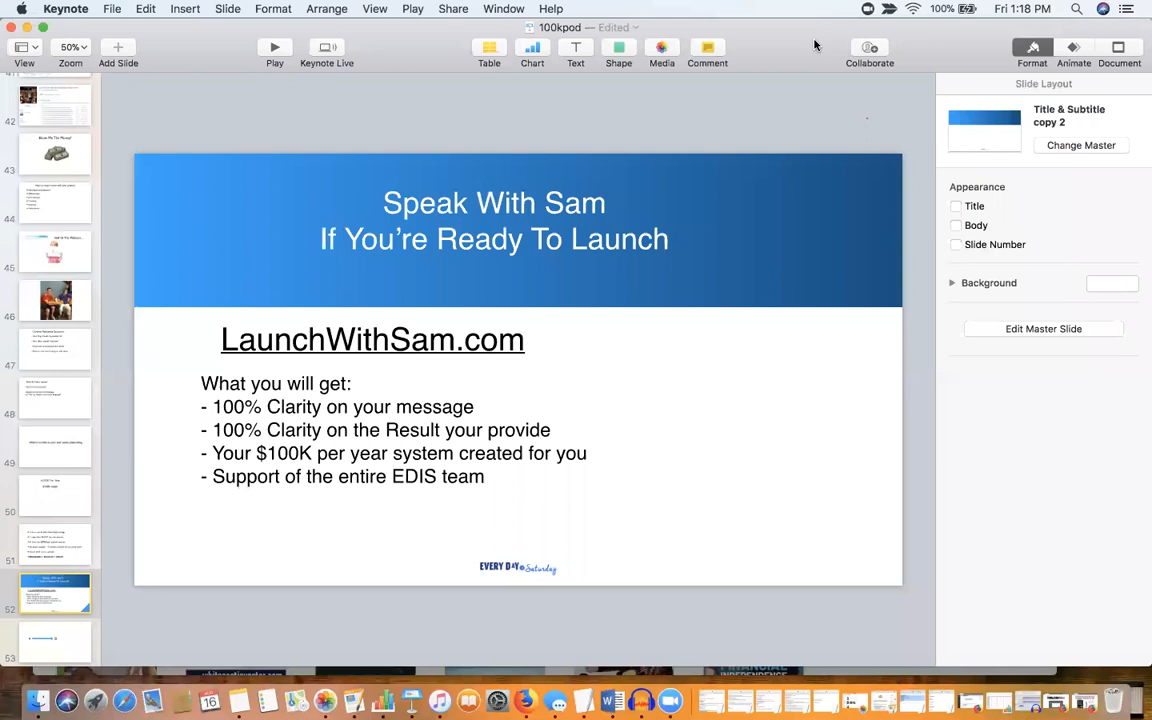 Keynote File Edit Insert Slide Format Arrange View Play Share Window Help
100% Fri 1:18 PM
100kpod — Edited
50%
View Zoom Add Slide Play Keynote Live Table Chart Text Shape Media Comment Collaborate Format Animate Document
Slide Layout
Title & Subtitle
copy 2
Change Master
Appearance
Title
Body
Slide Number
Background
Edit Master Slide
42
43
44
45
46
47
48
49
50
51
52
53
Speak With Sam
If You’re Ready To Launch
LaunchWithSam.com
What you will get:
- 100% Clarity on your message
- 100% Clarity on the Result your provide
- Your $100K per year system created for you
- Support of the entire EDIS team
EVERY DAY is Saturday
16